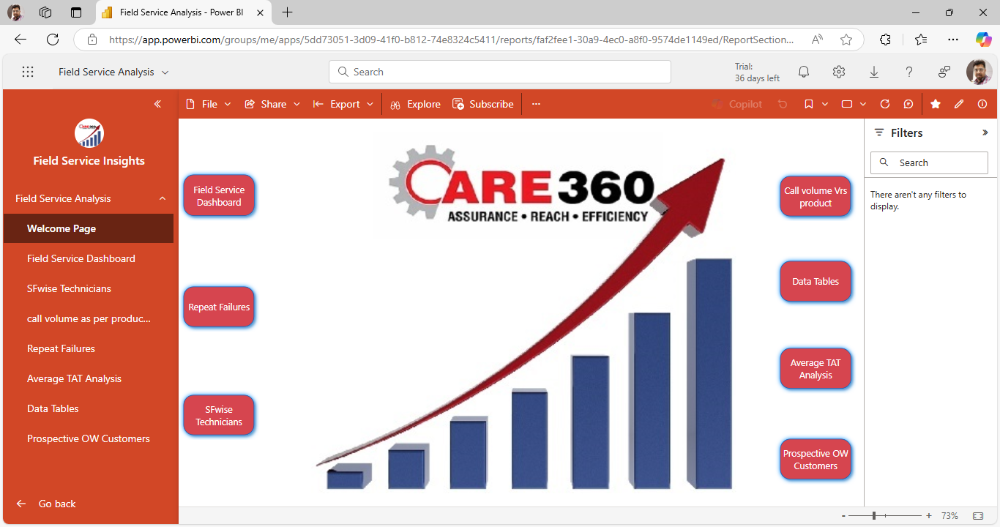 Field Service Analysis - Power BI
https://app.powerbi.com/groups/me/apps/5dd73051-3d09-41f0-b812-74e8324c5411/reports/faf2fee1-30a9-4ec0-a8f0-9574de1149ed/ReportSection...
Field Service Analysis
Search
Trial:
36 days left
File
Share
Export
Explore
Subscribe
...
Copilot
CARE360
Field Service Insights
Field Service Analysis
Welcome Page
Field Service Dashboard
SFwise Technicians
call volume as per produc...
Repeat Failures
Average TAT Analysis
Data Tables
Prospective OW Customers
Go back
Field Service
Dashboard
Repeat Failures
SFwise
Technicians
CARE 360
ASSURANCE • REACH • EFFICIENCY
Call volume Vrs
product
Data Tables
Average TAT
Analysis
Prospective OW
Customers
Filters
Search
There aren't any filters to
display.
- + 73%